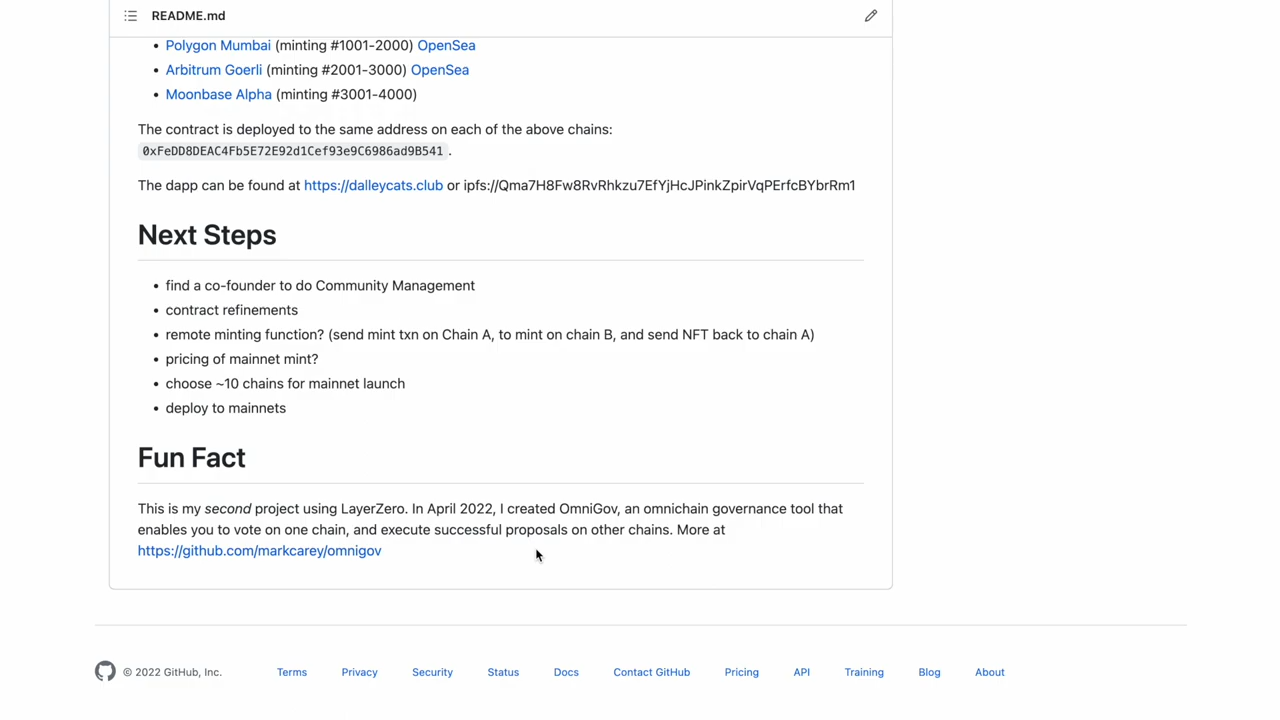 README.md
Polygon Mumbai (minting #1001-2000) OpenSea
Arbitrum Goerli (minting #2001-3000) OpenSea
Moonbase Alpha (minting #3001-4000)
The contract is deployed to the same address on each of the above chains:
0xFeDD8DEAC4Fb5E72E92d1Cef93e9C6986ad9B541 .
The dapp can be found at https://dalleycats.club or ipfs://Qma7H8Fw8RvRhkzu7EfYjHcJPinkZpirVqPErfcBYbrRm1
Next Steps
find a co-founder to do Community Management
contract refinements
remote minting function? (send mint txn on Chain A, to mint on chain B, and send NFT back to chain A)
pricing of mainnet mint?
choose ~10 chains for mainnet launch
deploy to mainnets
Fun Fact
This is my second project using LayerZero. In April 2022, I created OmniGov, an omnichain governance tool that
enables you to vote on one chain, and execute successful proposals on other chains. More at
https://github.com/markcarey/omnigov
© 2022 GitHub, Inc. Terms Privacy Security Status Docs Contact GitHub Pricing API Training Blog About